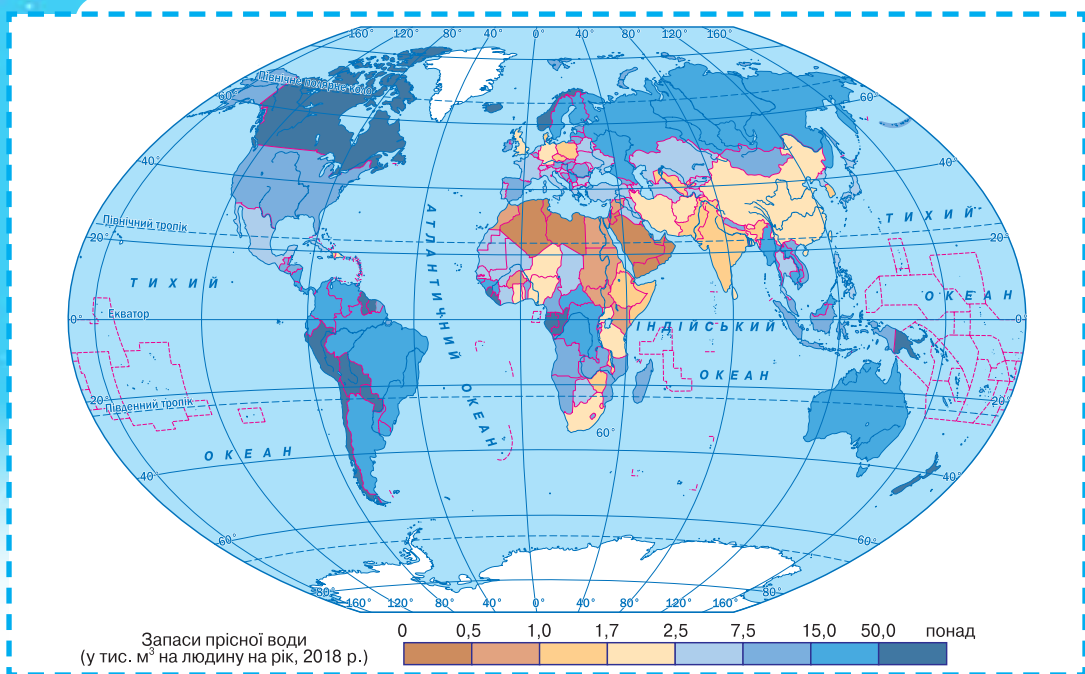 160° 120° 80° 40° 0° 40° 80° 120° 160°
Північне полярне коло
60° 60°
40° 40°
Північний тропік
20° 20°
ТИХИЙ
АТЛАНТИЧНИЙ ОКЕАН
ТИХИЙ
ОКЕАН
Екватор
0° 0°
ІНДІЙСЬКИЙ
ОКЕАН
20° 20°
Південний тропік
60°
ОКЕАН
40° 40°
60° 60°
80° 80°
160° 120° 80° 40° 0° 40° 80° 120° 160°
Запаси прісної води
(у тис. м³ на людину на рік, 2018 р.)
0 0,5 1,0 1,7 2,5 7,5 15,0 50,0 понад